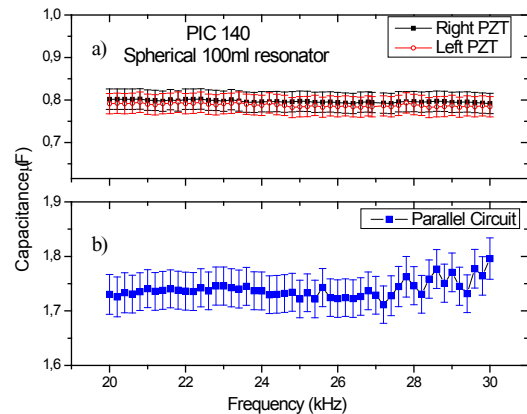 PIC 140
Spherical 100ml resonator
Right PZT
Left PZT
a)
1,0
0,9
0,8
0,7
Capacitance μ(F)
Parallel Circuit
b)
1,9
1,8
1,7
1,6
20 22 24 26 28 30
Frequency (kHz)